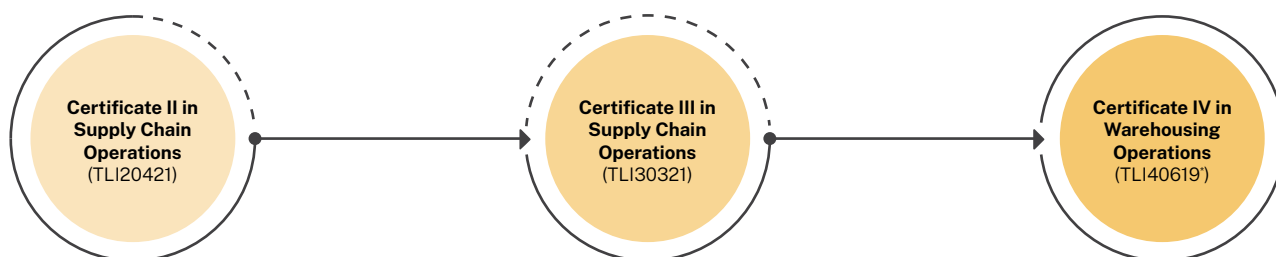 Certificate II in
Supply Chain
Operations
(TLI20421)
Certificate III in
Supply Chain
Operations
(TLI30321)
Certificate IV in
Warehousing
Operations
(TLI40619*)